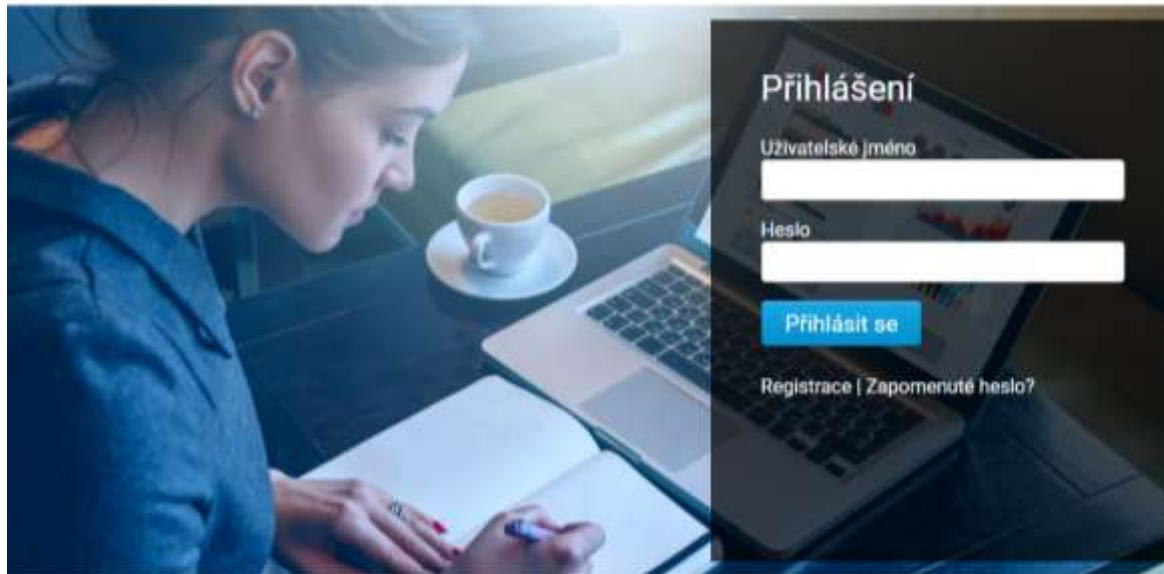 Přihlášení
Uživatelské jméno
Heslo
Přihlásit se
Registrace | Zapomenuté heslo?